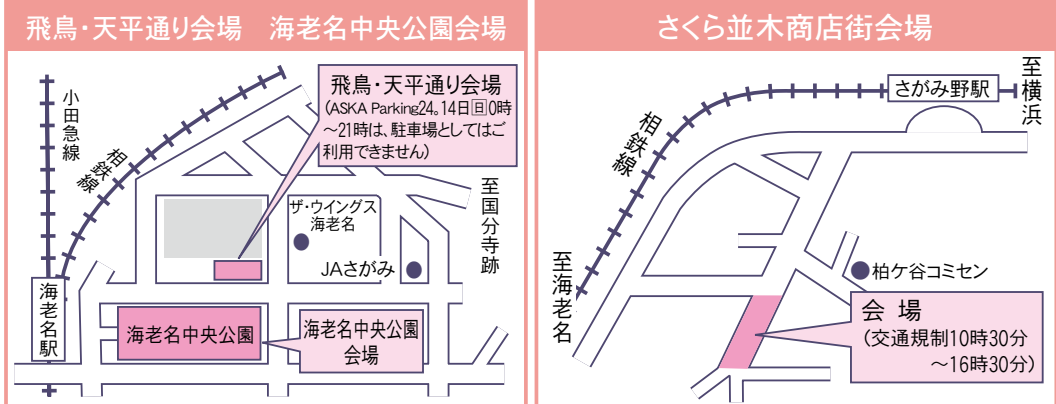 飛鳥・天平通り会場　海老名中央公園会場
小田急線
相鉄線
飛鳥・天平通り会場
(ASKA Parking24、14日日0時
～21時は、駐車場としてはご
利用できません)
ザ・ウイングス
海老名
至国分寺跡
JAさがみ
海老名駅
海老名中央公園
海老名中央公園
会場
さくら並木商店街会場
至横浜
さがみ野駅
相鉄線
至海老名
柏ケ谷コミセン
会 場
(交通規制10時30分
～16時30分)